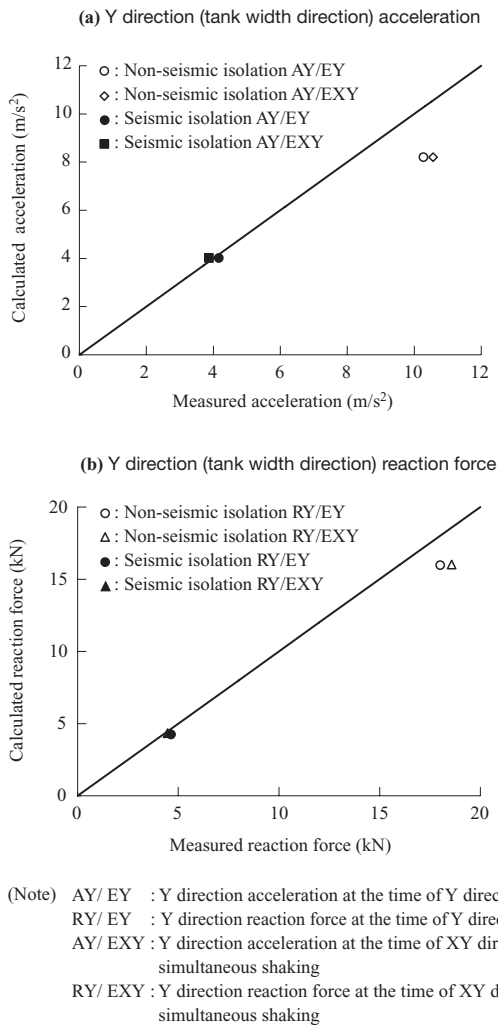 (a) Y direction (tank width direction) acceleration
12
10
8
6
4
2
0
Calculated acceleration (m/s²)
○ : Non-seismic isolation AY/EY
◇ : Non-seismic isolation AY/EXY
● : Seismic isolation AY/EY
■ : Seismic isolation AY/EXY
0 2 4 6 8 10 12
Measured acceleration (m/s²)
(b) Y direction (tank width direction) reaction force
20
15
10
5
0
Calculated reaction force (kN)
○ : Non-seismic isolation RY/EY
△ : Non-seismic isolation RY/EXY
● : Seismic isolation RY/EY
▲ : Seismic isolation RY/EXY
0 5 10 15 20
Measured reaction force (kN)
(Note) AY/ EY : Y direction acceleration at the time of Y direc
RY/ EY : Y direction reaction force at the time of Y direc
AY/ EXY : Y direction acceleration at the time of XY dir
simultaneous shaking
RY/ EXY : Y direction reaction force at the time of XY d
simultaneous shaking